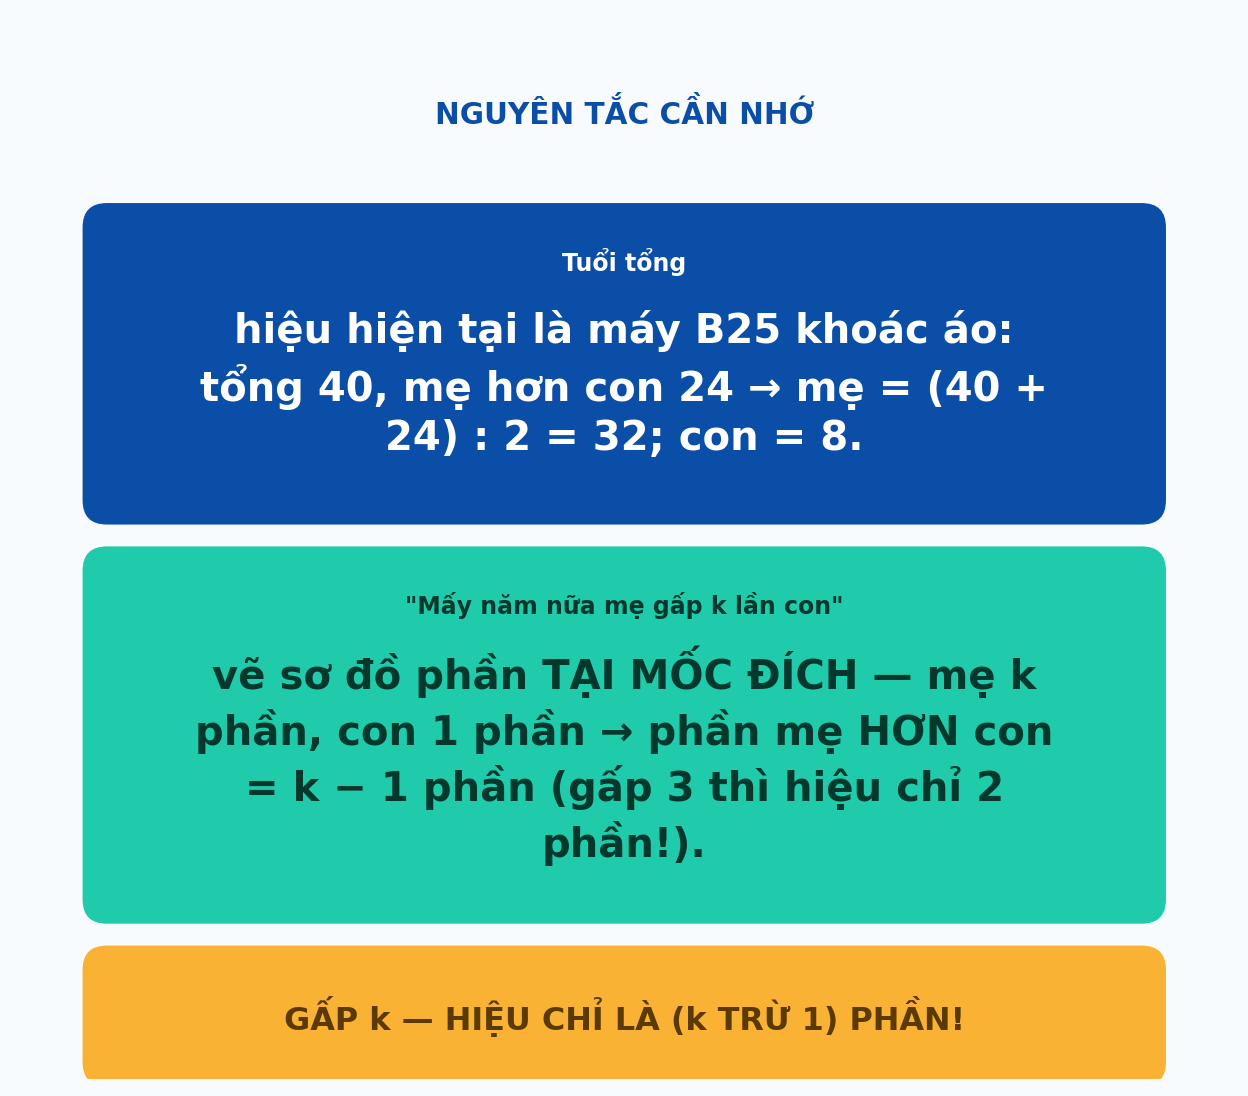 NGUYÊN TẮC CẦN NHỚ
Tuổi tổng
hiệu hiện tại là máy B25 khoác áo:
tổng 40, mẹ hơn con 24 → mẹ = (40 +
24) : 2 = 32; con = 8.
"Mấy năm nữa mẹ gấp k lần con"
vẽ sơ đồ phần TẠI MỐC ĐÍCH — mẹ k
phần, con 1 phần → phần mẹ HƠN con
= k − 1 phần (gấp 3 thì hiệu chỉ 2
phần!).
GẤP k — HIỆU CHỈ LÀ (k TRỪ 1) PHẦN!